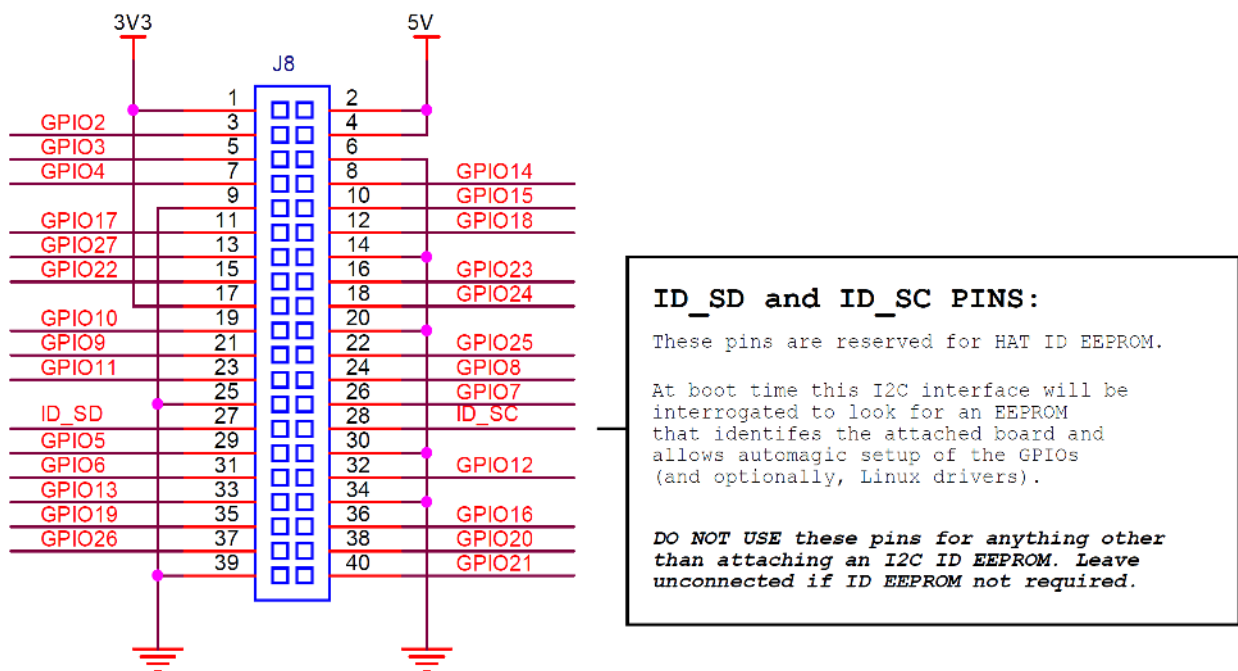 3V3 5V
J8
1 2
GPIO2 3 4
GPIO3 5 6
GPIO4 7 8 GPIO14
9 10 GPIO15
GPIO17 11 12 GPIO18
GPIO27 13 14
GPIO22 15 16 GPIO23
17 18 GPIO24
GPIO10 19 20
GPIO9 21 22 GPIO25
GPIO11 23 24 GPIO8
25 26 GPIO7
ID_SD 27 28 ID_SC
GPIO5 29 30
GPIO6 31 32 GPIO12
GPIO13 33 34
GPIO19 35 36 GPIO16
GPIO26 37 38 GPIO20
39 40 GPIO21
ID_SD and ID_SC PINS:
These pins are reserved for HAT ID EEPROM.
At boot time this I2C interface will be
interrogated to look for an EEPROM
that identifes the attached board and
allows automagic setup of the GPIOs
(and optionally, Linux drivers).
DO NOT USE these pins for anything other
than attaching an I2C ID EEPROM. Leave
unconnected if ID EEPROM not required.